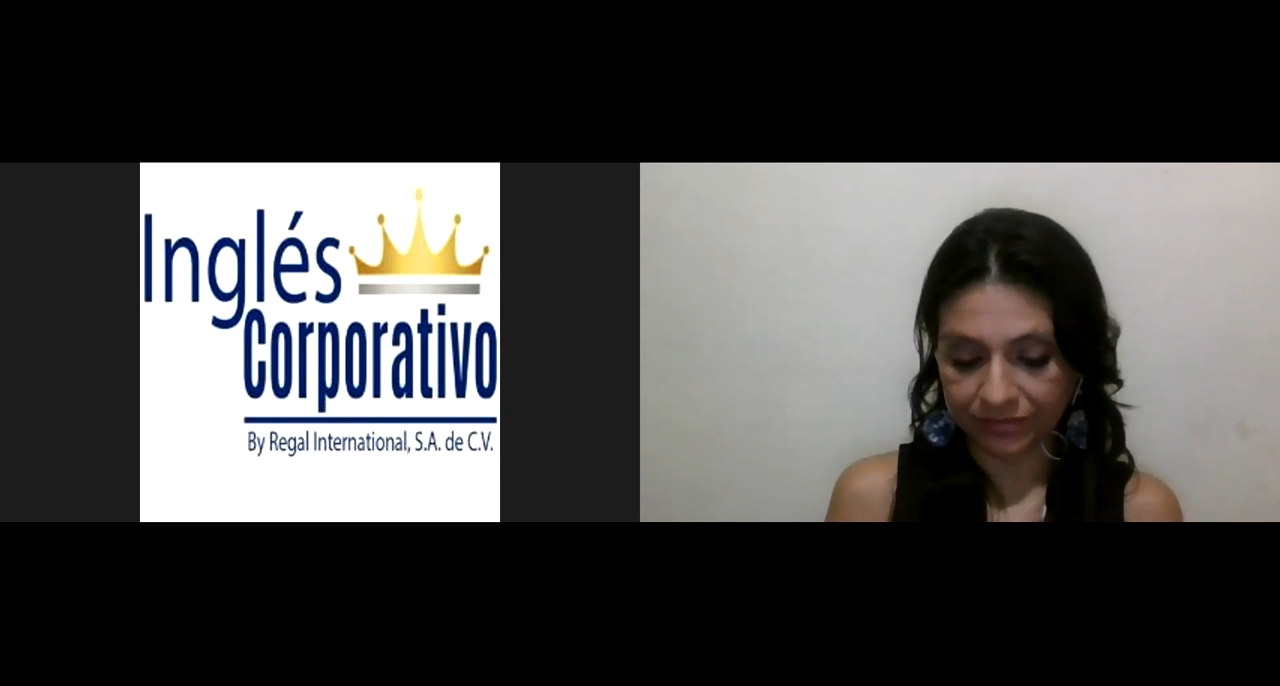 Inglés
Corporativo
By Regal International, S.A. de C.V.